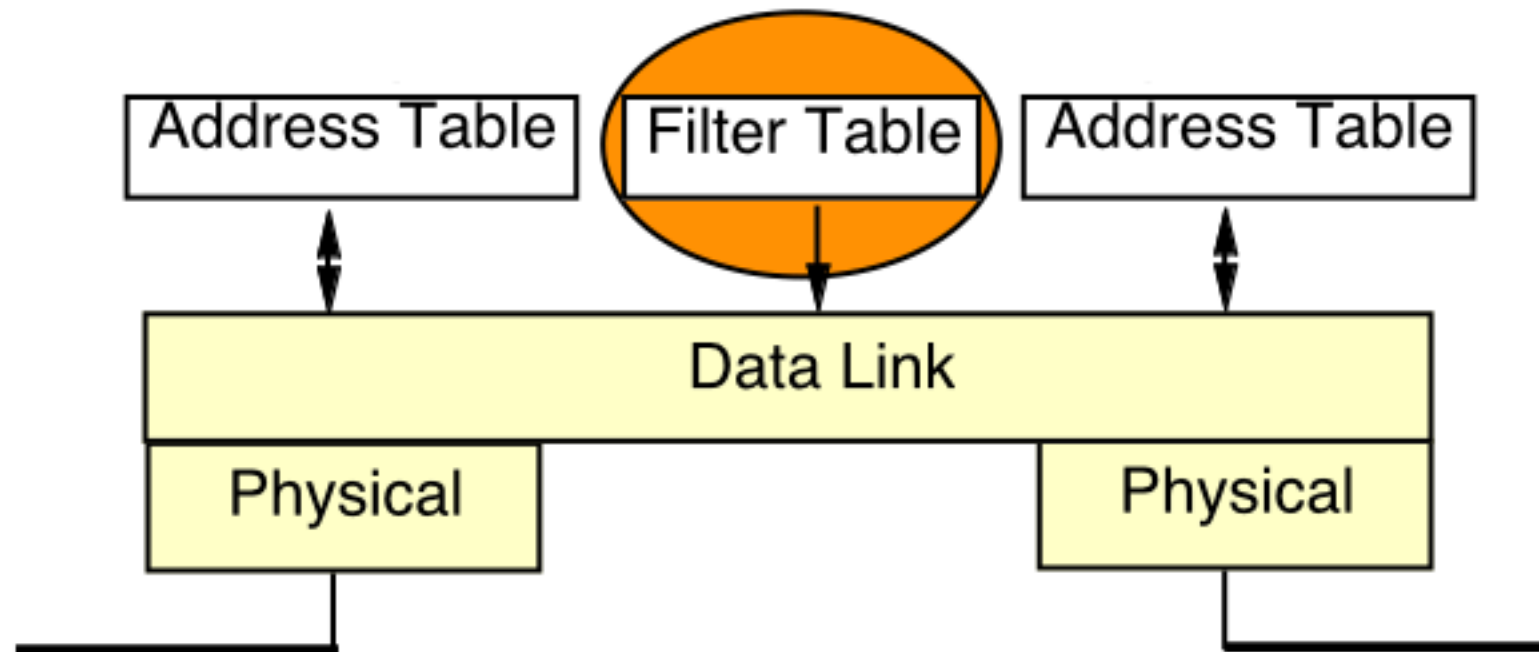 Address Table
Filter Table
Address Table
Data Link
Physical
Physical